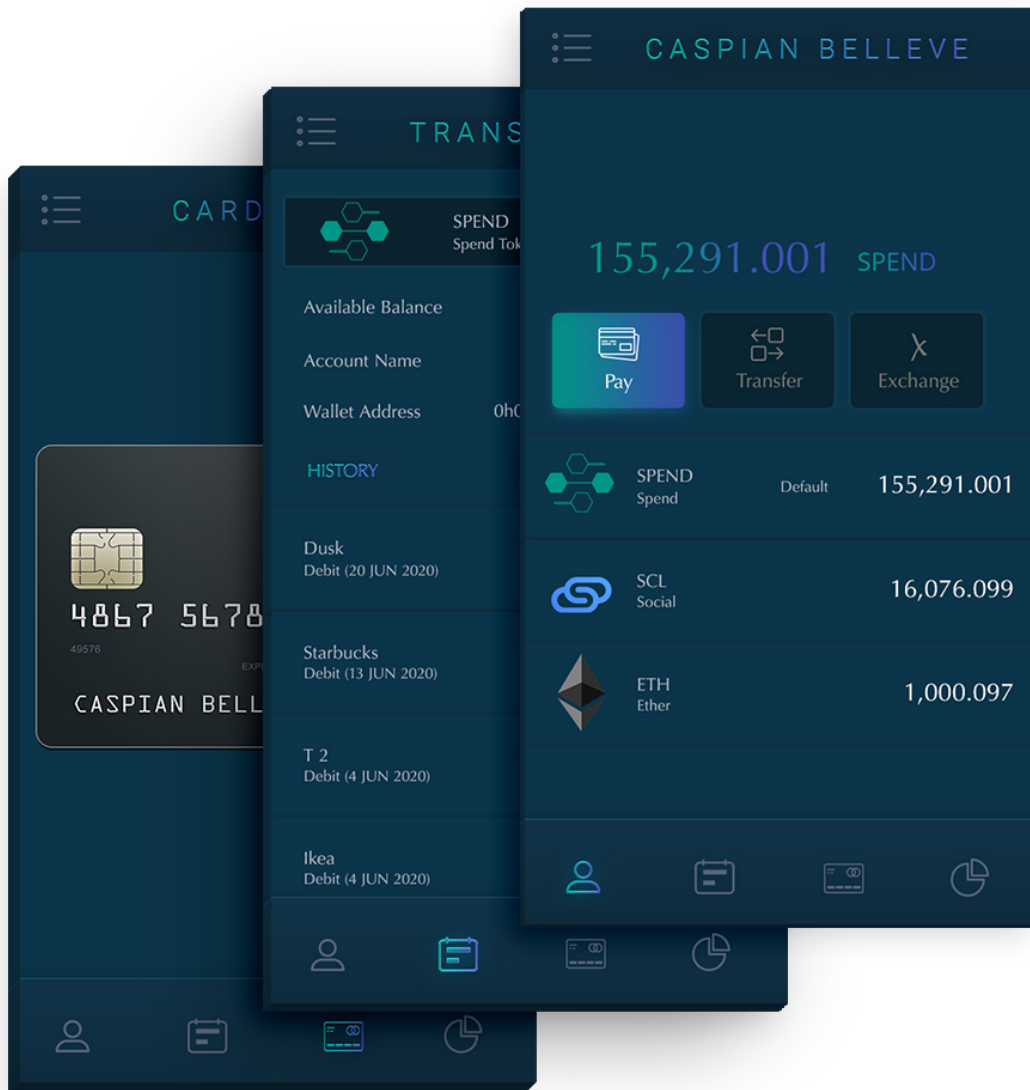 CASPIAN BELLEVE
155,291.001 SPEND
Pay
Transfer
Exchange
SPEND
Spend
Default
155,291.001
SCL
Social
16,076.099
ETH
Ether
1,000.097
TRANS
SPEND
Spend Tok
Available Balance
Account Name
Wallet Address
HISTORY
Dusk
Debit (20 JUN 2020)
Starbucks
Debit (13 JUN 2020)
T 2
Debit (4 JUN 2020)
Ikea
Debit (4 JUN 2020)
CARD
4867 5678
49576
CASPIAN BELL